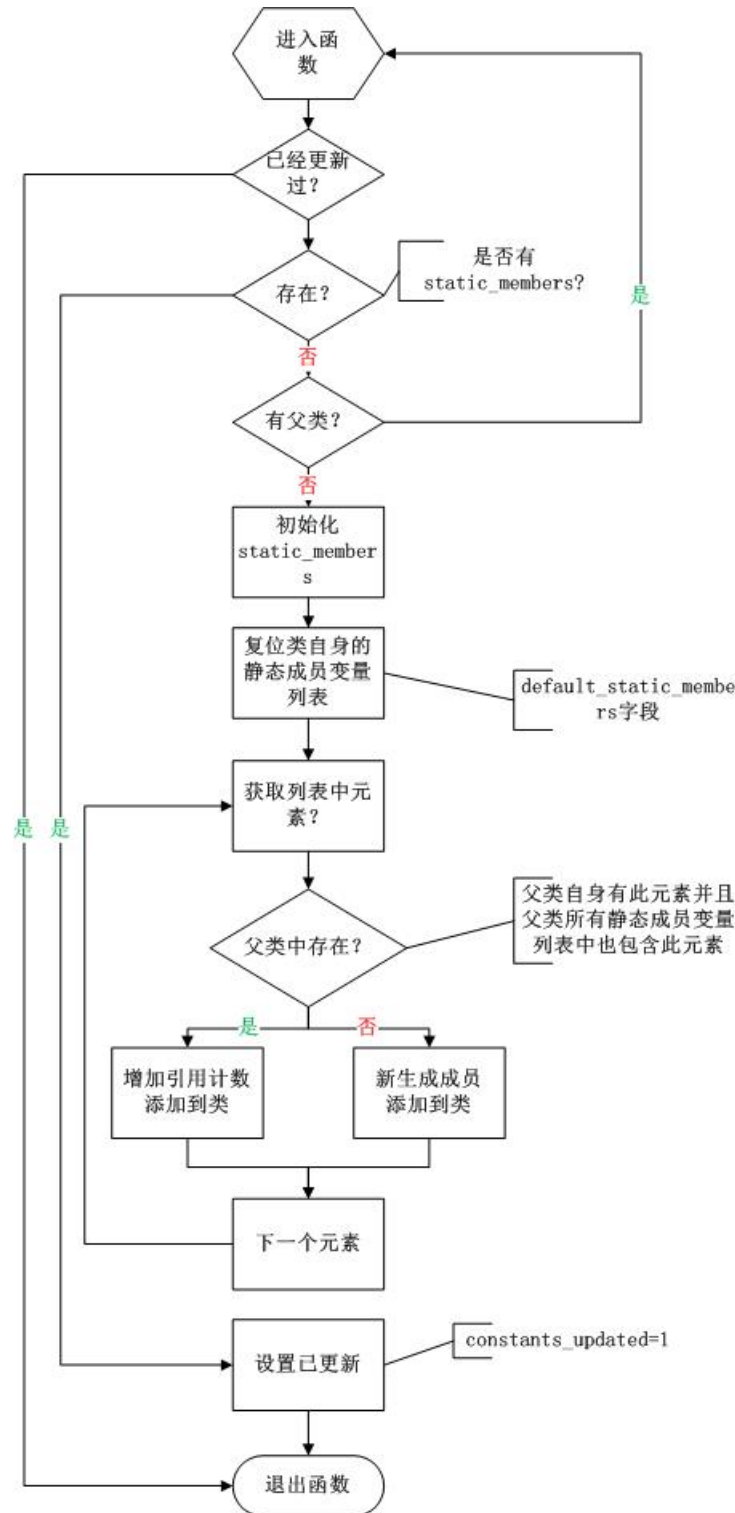 进入函
数
已经更新
过?
是否有
static_members?
存在?
是
否
有父类?
否
初始化
static_member
s
复位类自身的
静态成员变量
列表
default_static_membe
rs字段
获取列表中元
素?
是
是
父类自身有此元素并且
父类所有静态成员变量
列表中也包含此元素
父类中存在?
是
否
增加引用计数
添加到类
新生成成员
添加到类
下一个元素
constants_updated=1
设置已更新
退出函数